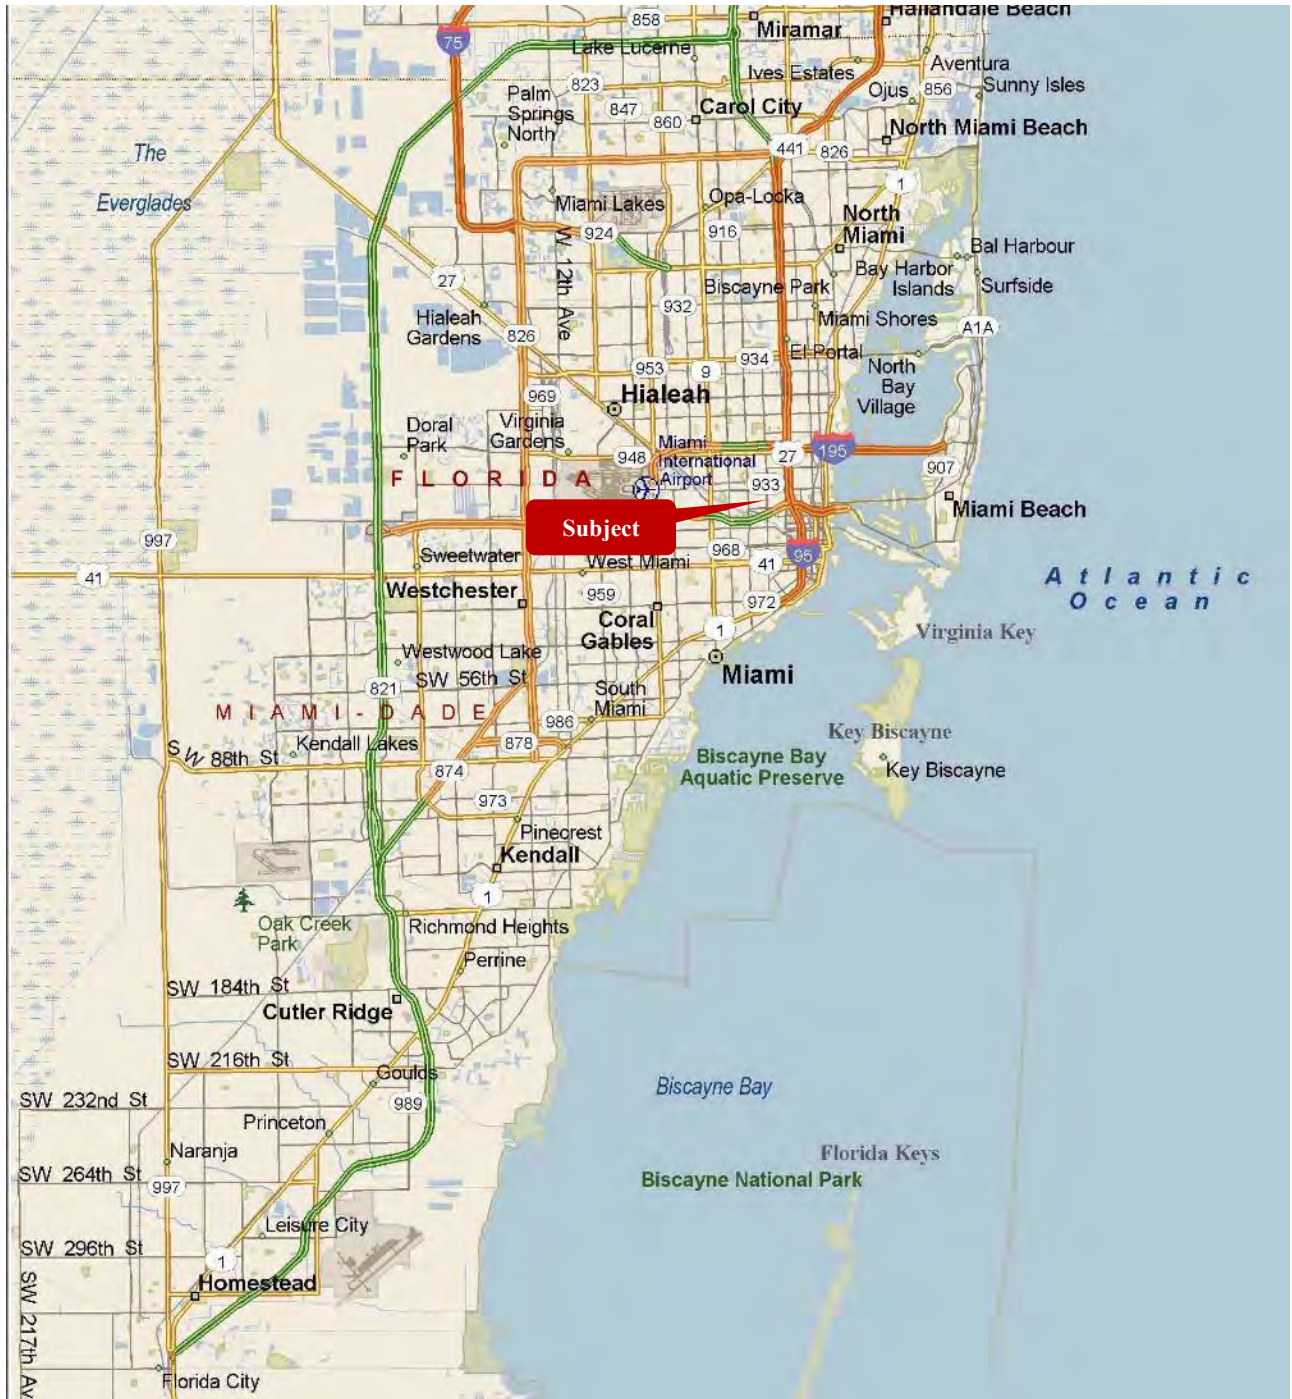 858
Hallandale Beach
Miramar
75
Lake Lucerne
Ives Estates
Aventura
823
Ojus
856
Sunny Isles
Palm
Springs
North
847
860
Carol City
North Miami Beach
441
826
The
Everglades
1
Miami Lakes
Opa-Locka
924
916
North
Miami
W 12th Ave
Bal Harbour
Bay Harbor
Islands
Surfside
27
Biscayne Park
932
Miami Shores
A1A
Hialeah
Gardens
826
934
El Portal
953
9
North
Bay
Village
969
Hialeah
Doral
Park
Virginia
Gardens
948
Miami
International
Airport
27
195
907
FLORIDA
933
Subject
Miami Beach
997
Sweetwater
West Miami
968
41
95
41
Westchester
959
972
Atlantic
Ocean
Coral
Gables
1
Virginia Key
Westwood Lake
Miami
SW 56th St
821
South
Miami
MIAMI-DADE
986
Key Biscayne
Kendall Lakes
878
SW 88th St
Biscayne Bay
Aquatic Preserve
874
Key Biscayne
973
Pinecrest
Kendall
1
Oak Creek
Park
Richmond Heights
Perrine
SW 184th St
Cutler Ridge
SW 216th St
Goulds
Biscayne Bay
SW 232nd St
989
Princeton
Naranja
Florida Keys
SW 264th St
997
Biscayne National Park
Leisure City
SW 296th St
1
Homestead
SW 217th Av
Florida City